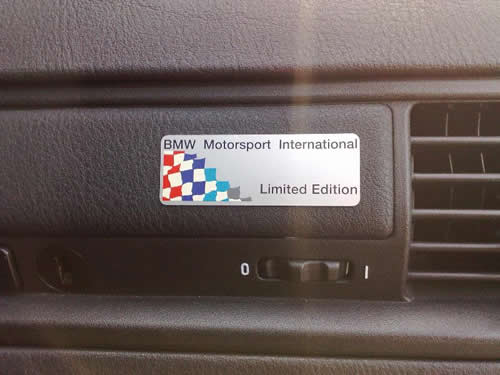 BMW Motorsport International
Limited Edition
0 I